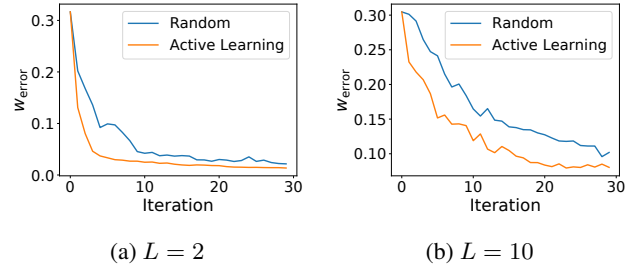 Random
Active Learning
0.3
0.2
0.1
0.0
w_error
0 10 20 30
Iteration
(a) L = 2
Random
Active Learning
0.30
0.25
0.20
0.15
0.10
w_error
0 10 20 30
Iteration
(b) L = 10